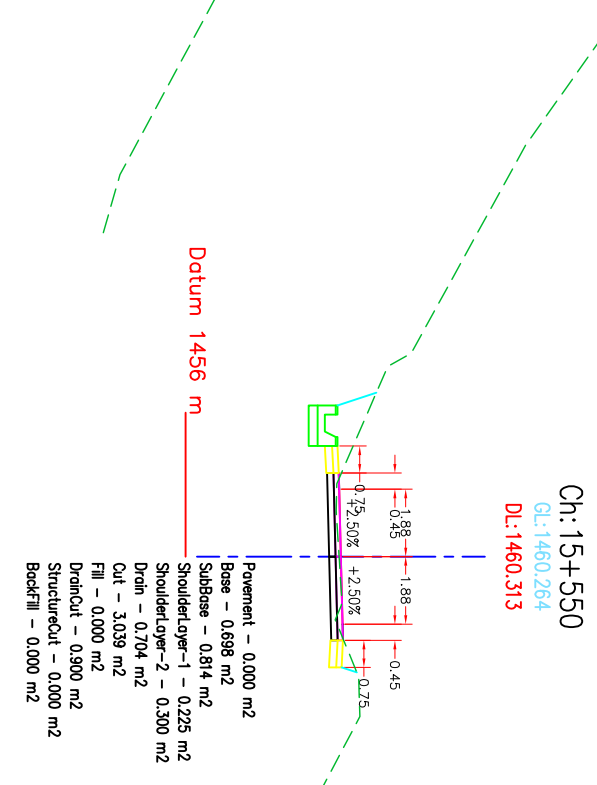 Ch:15+550
GL:1460.264
DL:1460.313
1.88
1.88
0.45
0.45
0.75
0.75
+2.50%
+2.50%
Datum 1456 m
Pavement - 0.000 m2
Base - 0.698 m2
SubBase - 0.814 m2
ShoulderLayer-1 - 0.225 m2
ShoulderLayer-2 - 0.300 m2
Drain - 0.704 m2
Cut - 3.039 m2
Fill - 0.000 m2
DrainCut - 0.900 m2
StructureCut - 0.000 m2
BackFill - 0.000 m2